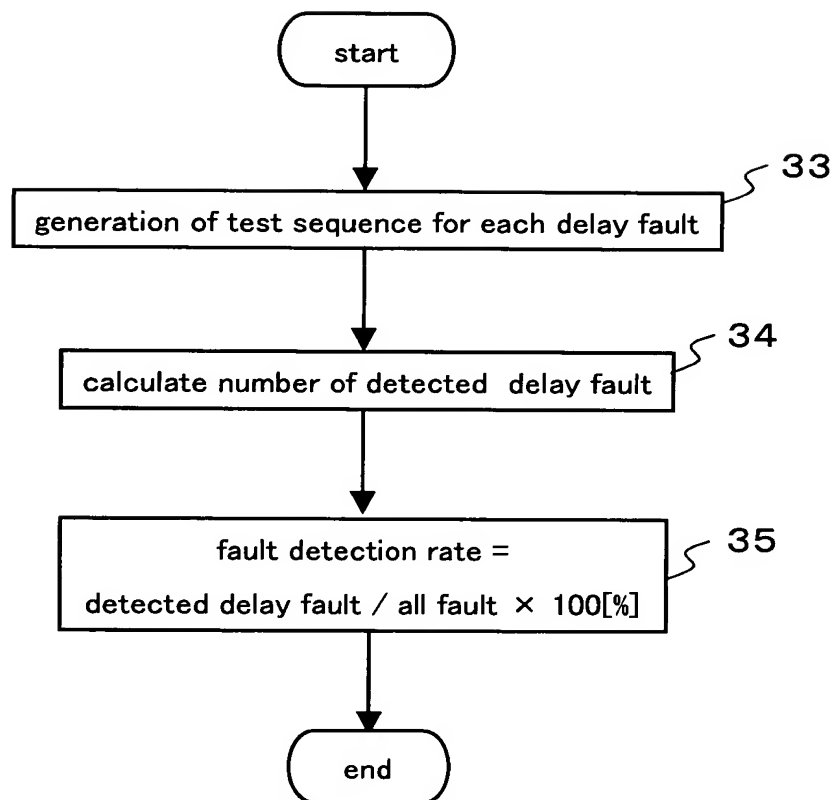 start
33
generation of test sequence for each delay fault
34
calculate number of detected delay fault
35
fault detection rate =
detected delay fault / all fault × 100[%]
end